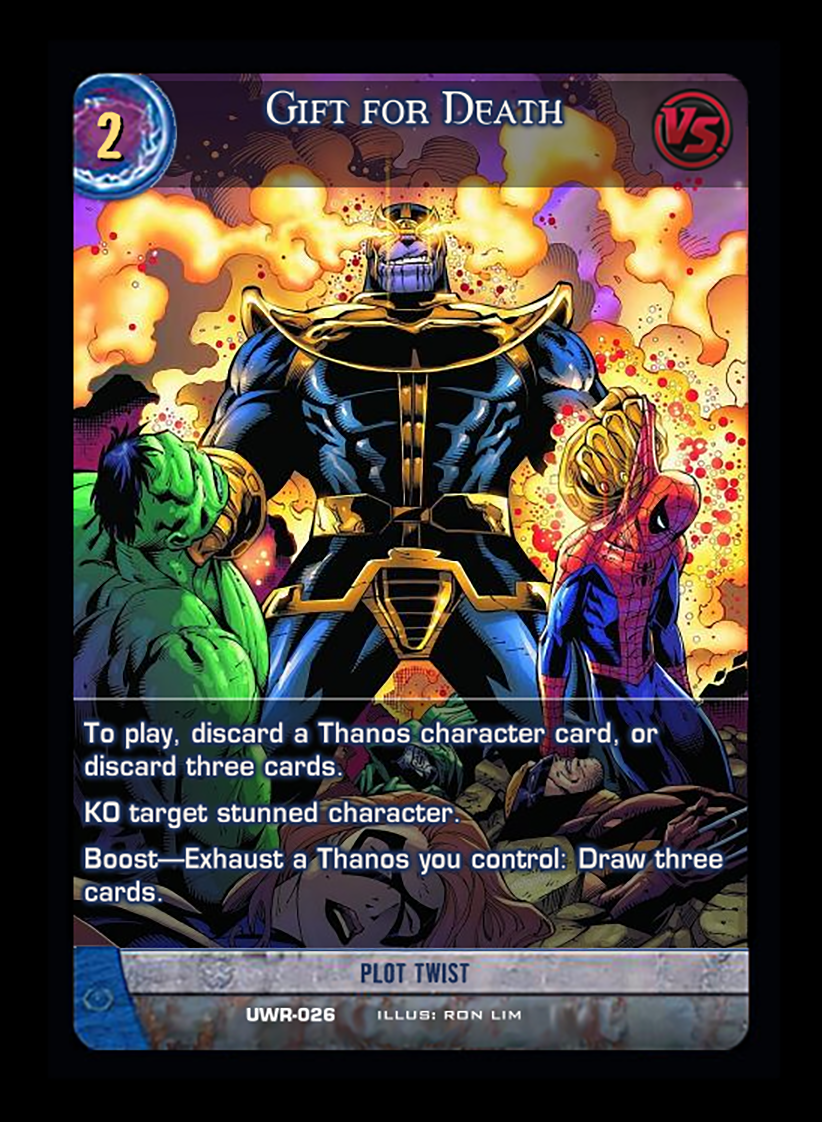 2
Gift for Death
VS.
To play, discard a Thanos character card, or
discard three cards.
KO target stunned character.
Boost—Exhaust a Thanos you control: Draw three
cards.
PLOT TWIST
UWR-026 ILLUS: RON LIM